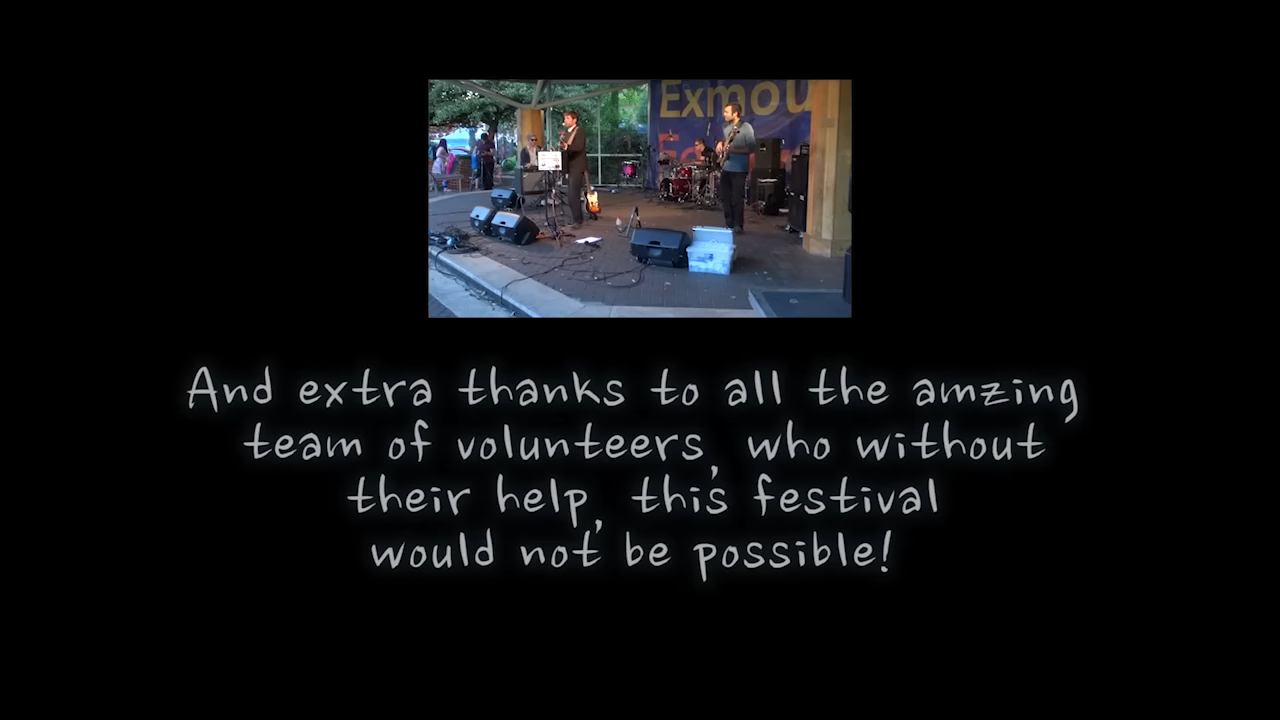 Exmou
And extra thanks to all the amzing
team of volunteers, who without
their help, this festival
would not be possible!